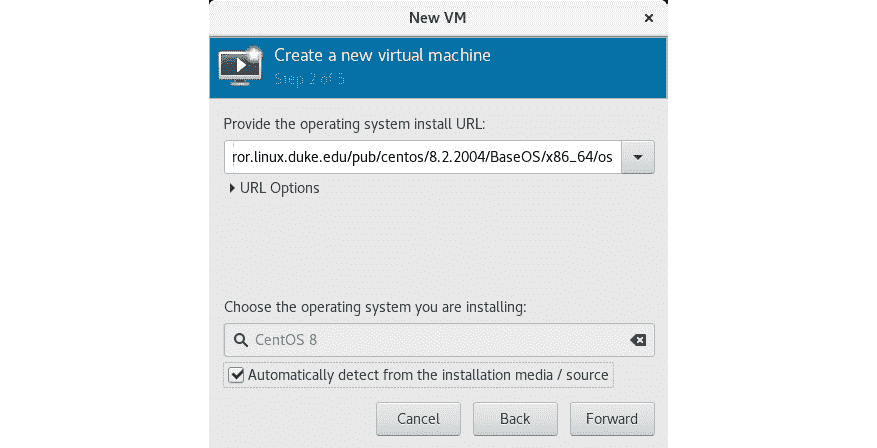 New VM
Create a new virtual machine
Step 2 of 5
Provide the operating system install URL:
ror.linux.duke.edu/pub/centos/8.2.2004/BaseOS/x86_64/os
URL Options
Choose the operating system you are installing:
CentOS 8
Automatically detect from the installation media / source
Cancel Back Forward